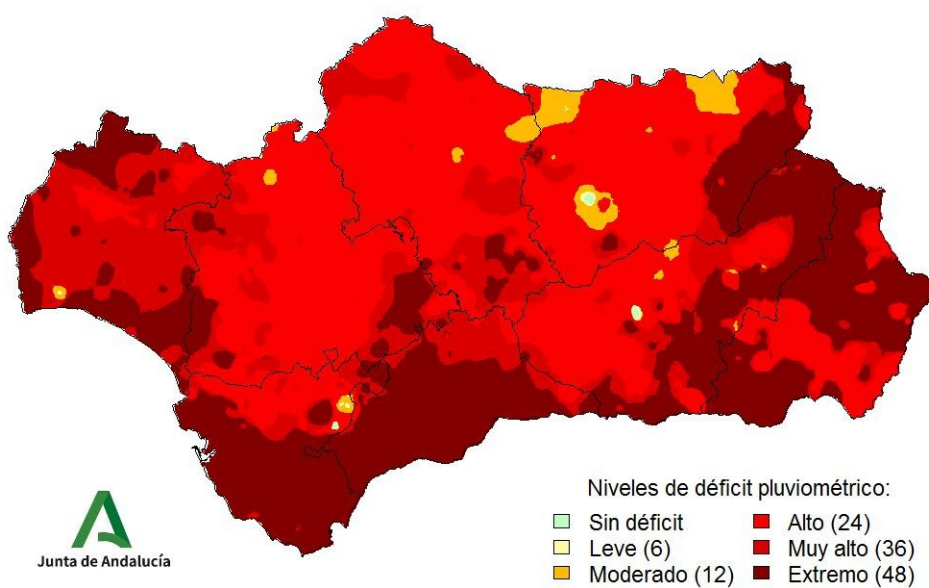 Niveles de déficit pluviométrico:
Sin déficit
Alto (24)
Leve (6)
Muy alto (36)
Moderado (12)
Extremo (48)
Junta de Andalucía